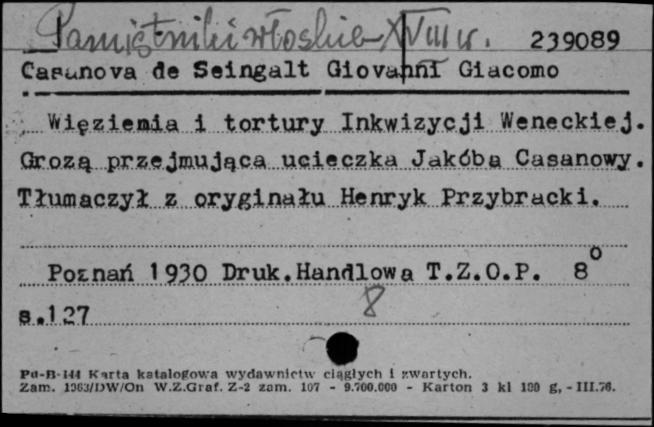 Pamiętniki włoskie XVIII w.
239089
Casanova de Seingalt Giovanni Giacomo
Więzienia i tortury Inkwizycji Weneckiej.
Grozą przejmująca ucieczka Jakóba Casanowy.
Tłumaczył z oryginału Henryk Przybracki.
Poznań 1930 Druk.Handlowa T.Z.O.P. 8⁰
s.127
8
Pu-B-144 Karta katalogowa wydawnictw ciągłych i zwartych.
Zam. 1363/DW/On W.Z.Graf. Z-2 zam. 107 - 9.700.000 - Karton 3 kl 180 g, - III.76.